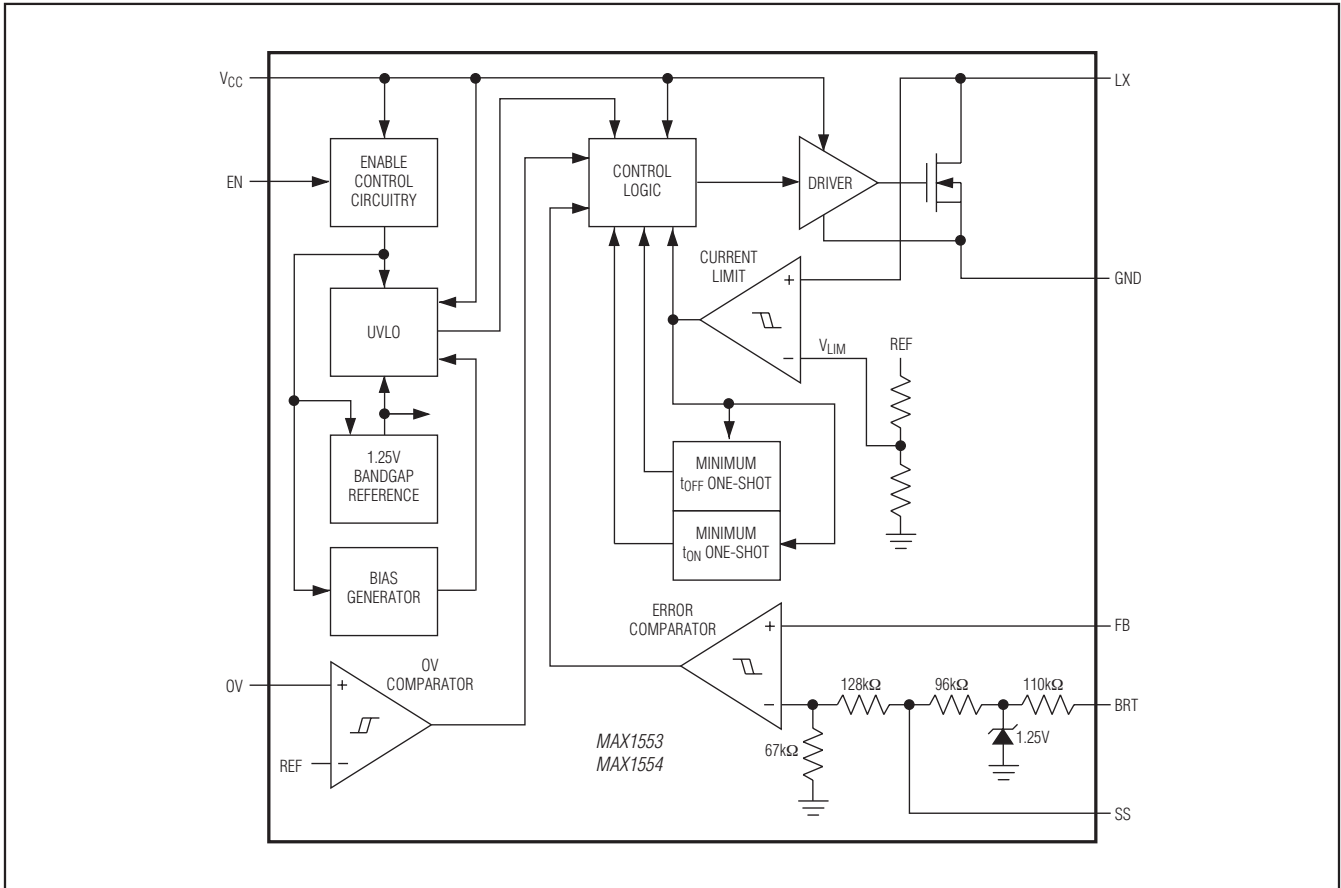 VCC
LX
EN
ENABLE
CONTROL
CIRCUITRY
CONTROL
LOGIC
DRIVER
CURRENT
LIMIT
+
GND
UVLO
−
VLIM
REF
1.25V
BANDGAP
REFERENCE
MINIMUM
tOFF ONE-SHOT
MINIMUM
tON ONE-SHOT
BIAS
GENERATOR
ERROR
COMPARATOR
+
FB
OV
OV
COMPARATOR
+
−
128kΩ
96kΩ
110kΩ
BRT
67kΩ
1.25V
MAX1553
MAX1554
REF
−
SS